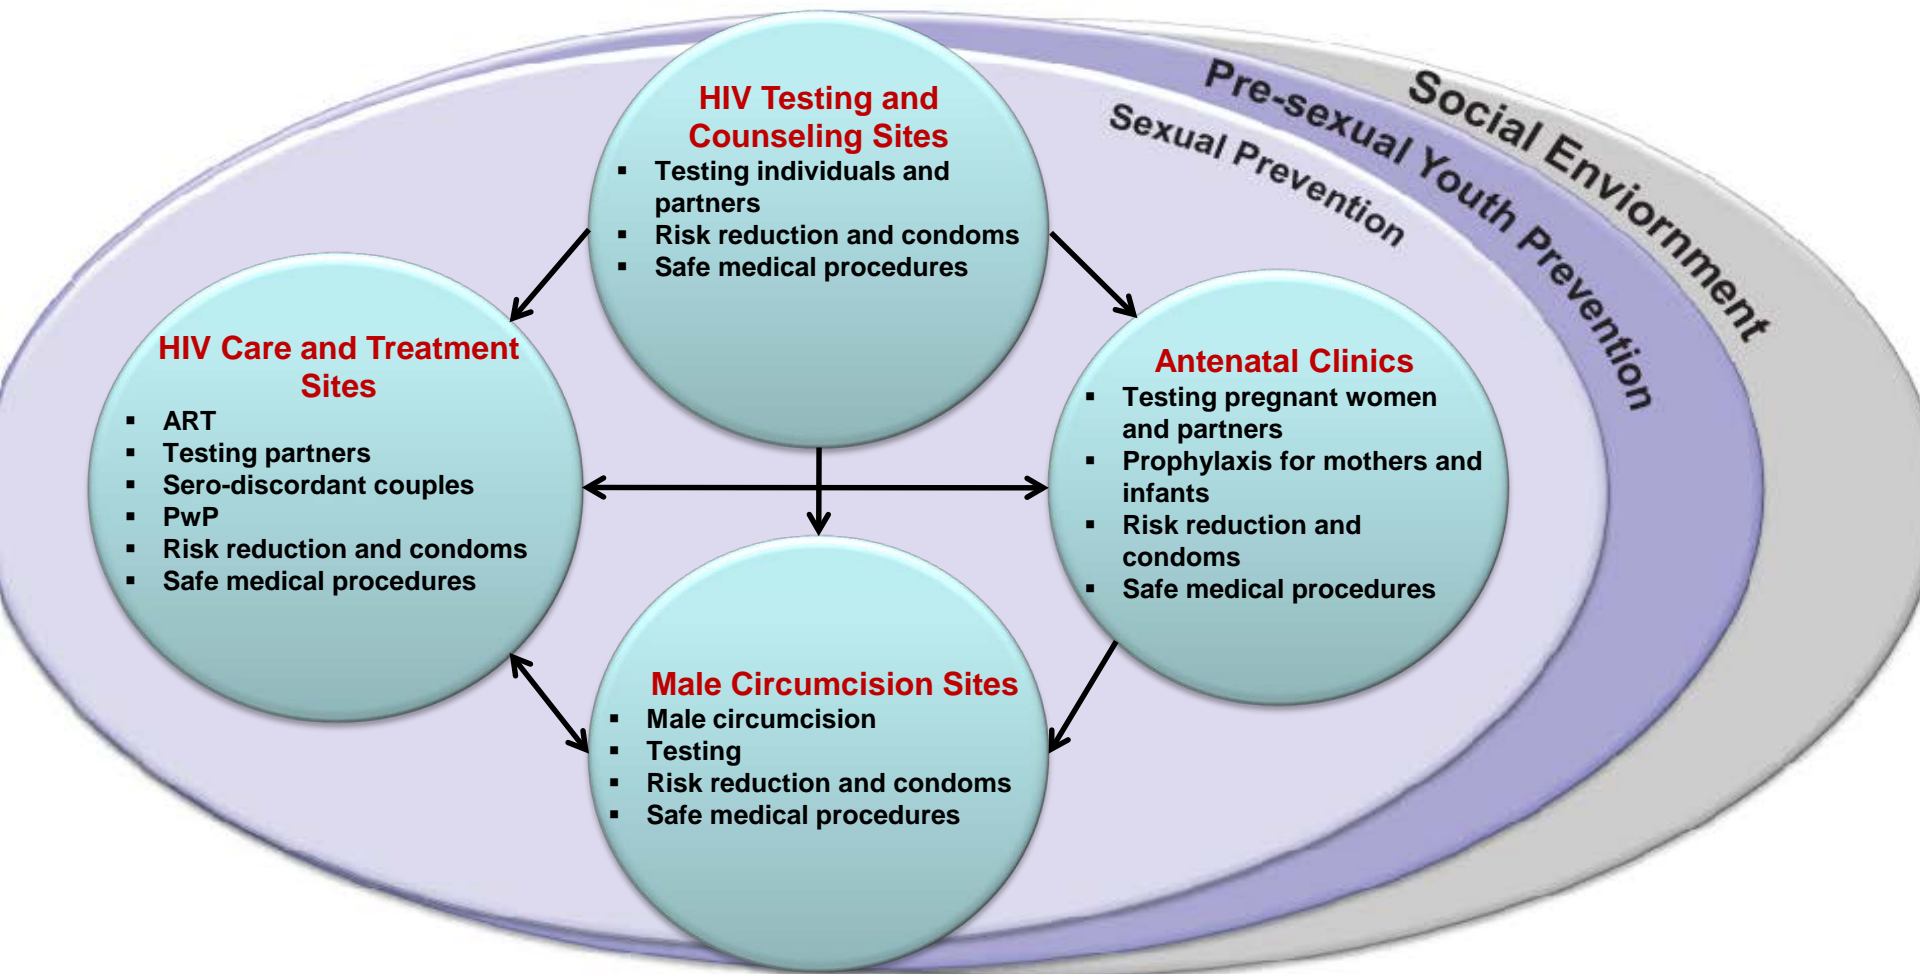 HIV Testing and
Counseling Sites
▪ Testing individuals and
partners
▪ Risk reduction and condoms
▪ Safe medical procedures
Sexual Prevention
Pre-sexual Youth Prevention
Social Enviornment
HIV Care and Treatment
Sites
▪ ART
▪ Testing partners
▪ Sero-discordant couples
▪ PwP
▪ Risk reduction and condoms
▪ Safe medical procedures
Antenatal Clinics
▪ Testing pregnant women
and partners
▪ Prophylaxis for mothers and
infants
▪ Risk reduction and
condoms
▪ Safe medical procedures
Male Circumcision Sites
▪ Male circumcision
▪ Testing
▪ Risk reduction and condoms
▪ Safe medical procedures